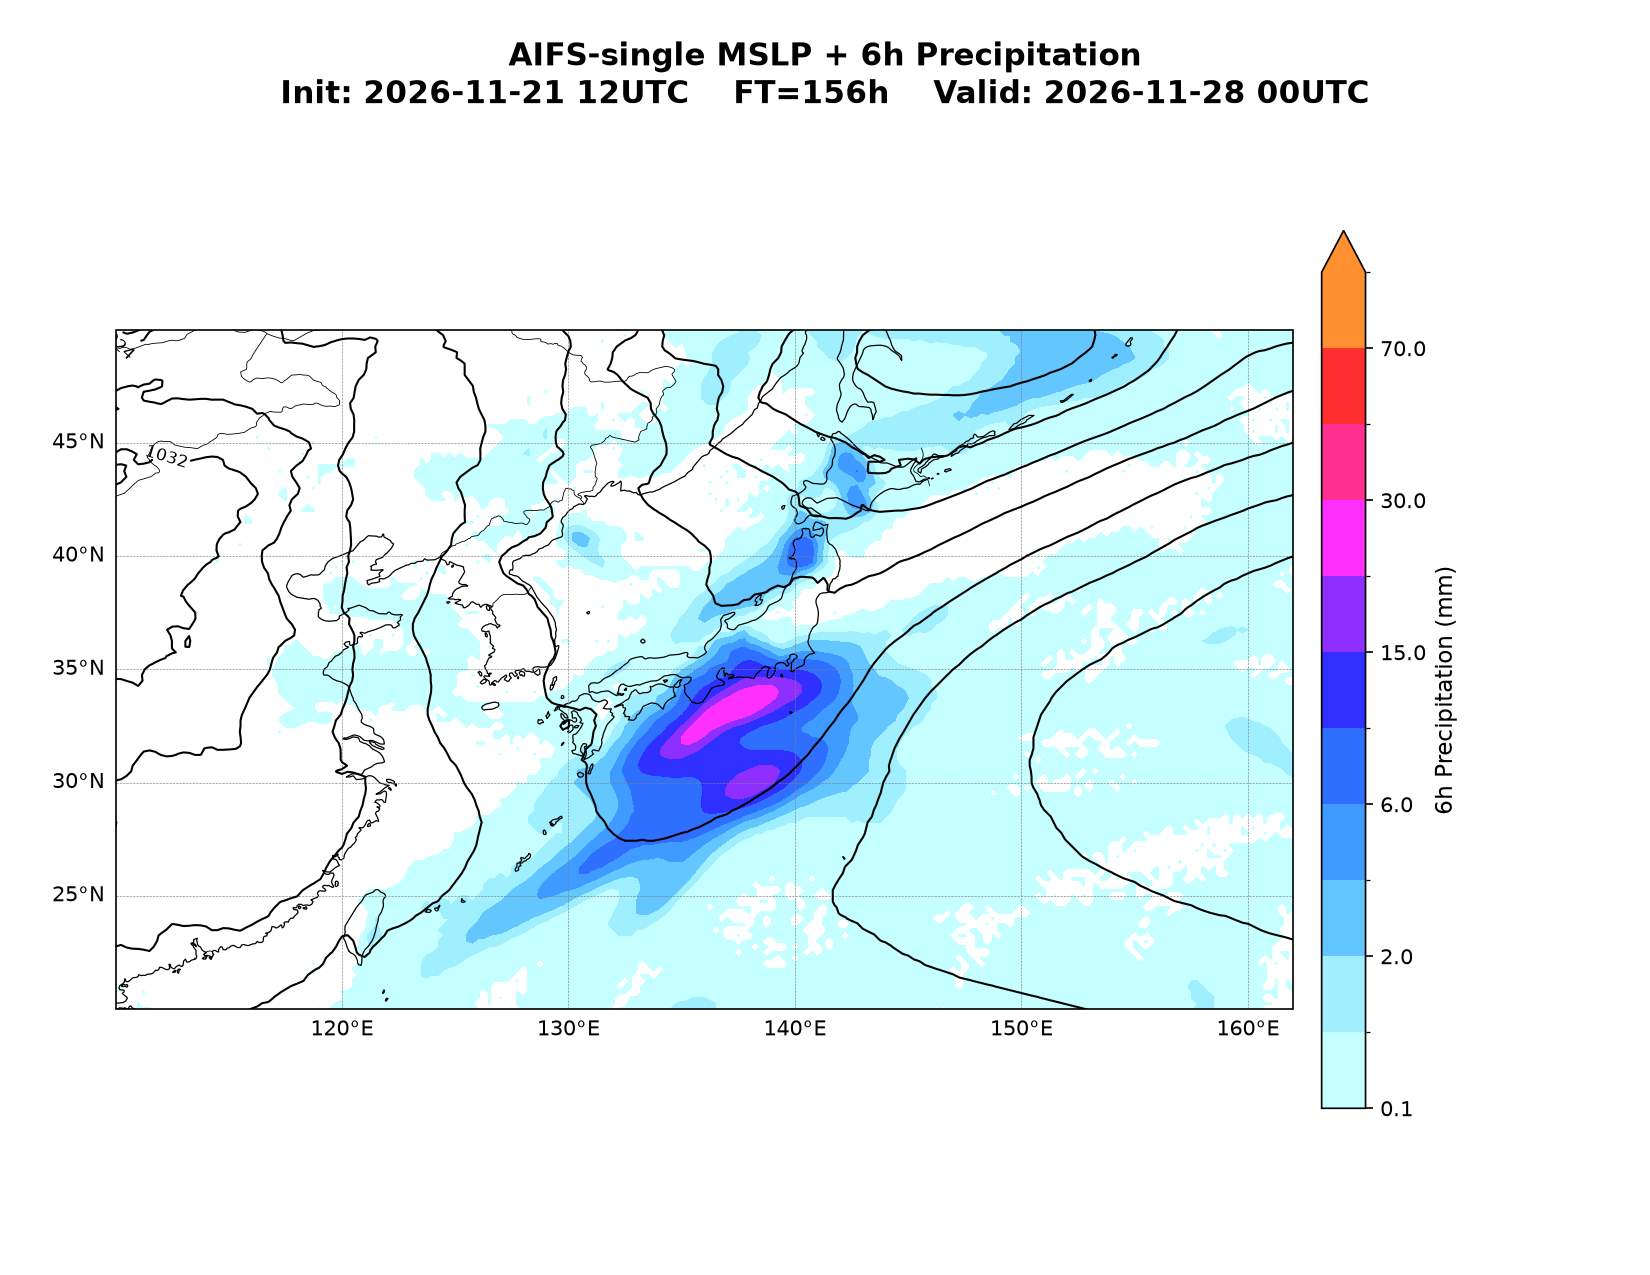 AIFS-single MSLP + 6h Precipitation
Init: 2026-11-21 12UTC    FT=156h    Valid: 2026-11-28 00UTC
70.0
30.0
15.0
6.0
2.0
0.1
6h Precipitation (mm)
45°N
40°N
35°N
30°N
25°N
1032
120°E
130°E
140°E
150°E
160°E